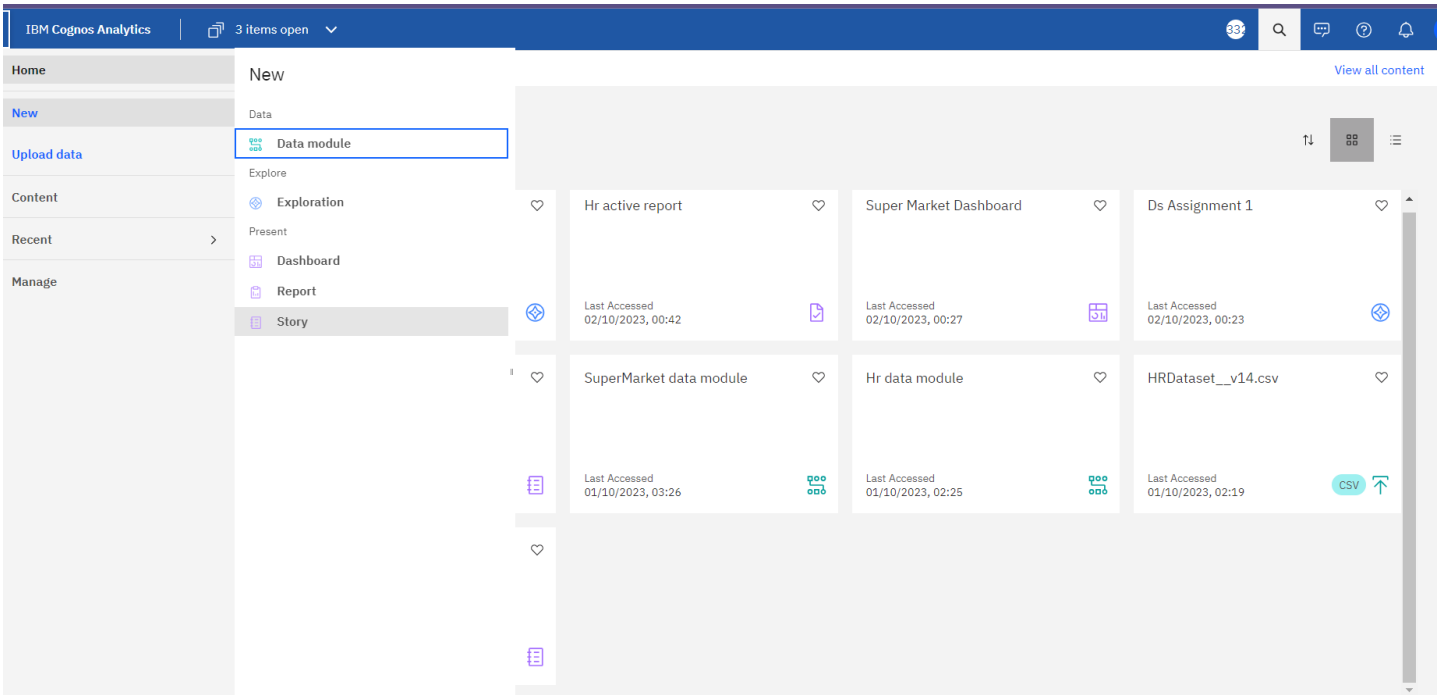 IBM Cognos Analytics
3 items open
332
Home
New
Upload data
Content
Recent
Manage
New
Data
Data module
Explore
Exploration
Present
Dashboard
Report
Story
View all content
Hr active report
Last Accessed
02/10/2023, 00:42
Super Market Dashboard
Last Accessed
02/10/2023, 00:27
Ds Assignment 1
Last Accessed
02/10/2023, 00:23
SuperMarket data module
Last Accessed
01/10/2023, 03:26
Hr data module
Last Accessed
01/10/2023, 02:25
HRDataset__v14.csv
Last Accessed
01/10/2023, 02:19
CSV